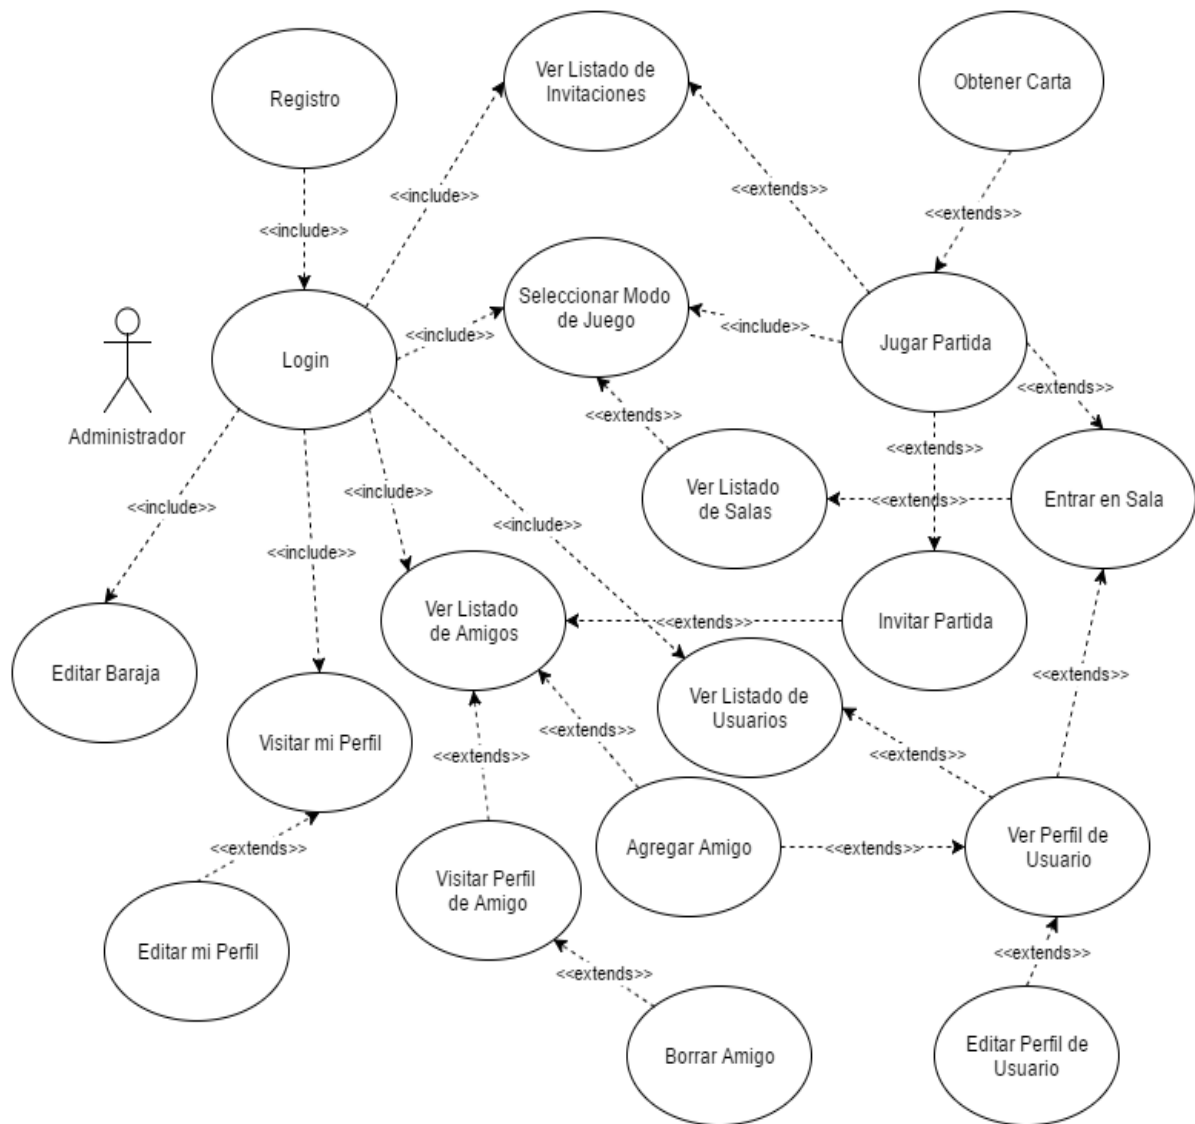 Ver Listado de
Invitaciones
Obtener Carta
Registro
<<include>>
<<extends>>
<<extends>>
<<include>>
Seleccionar Modo
de Juego
<<include>>
<<include>>
Jugar Partida
Login
Administrador
<<extends>>
<<extends>>
<<extends>>
Ver Listado
de Salas
<<extends>>
Entrar en Sala
<<include>>
<<include>>
<<include>>
<<include>>
Ver Listado
de Amigos
<<extends>>
Invitar Partida
Editar Baraja
<<extends>>
Ver Listado de
Usuarios
Visitar mi Perfil
<<extends>>
<<extends>>
<<extends>>
<<extends>>
Agregar Amigo
<<extends>>
Ver Perfil de
Usuario
Visitar Perfil
de Amigo
Editar mi Perfil
<<extends>>
<<extends>>
Borrar Amigo
Editar Perfil de
Usuario